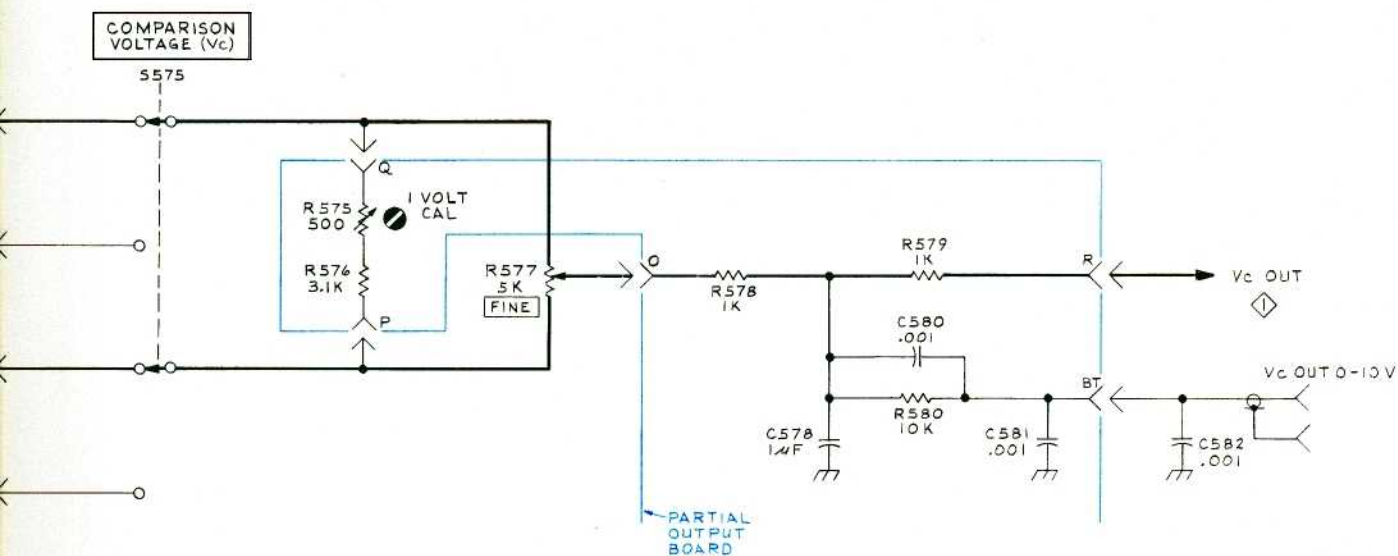 COMPARISON
VOLTAGE (Vc)
S575
Q
R575
500
1 VOLT
CAL
R576
3.1K
P
R577
5K
FINE
O
R578
1K
R579
1K
R
Vc OUT
1
C580
.001
R580
10K
C578
1µF
C581
.001
BT
C582
.001
Vc OUT 0-10V
PARTIAL
OUTPUT
BOARD